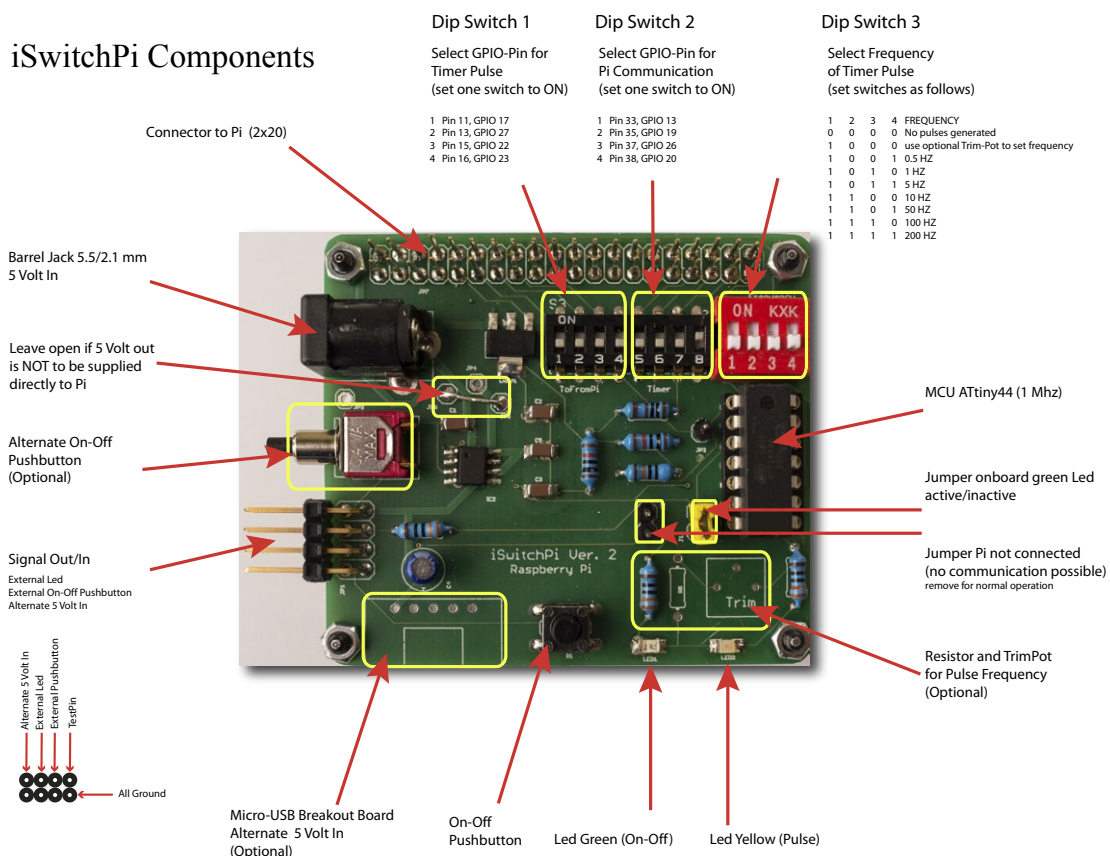 iSwitchPi Components
Dip Switch 1
Select GPIO-Pin for
Timer Pulse
(set one switch to ON)
1 Pin 11, GPIO 17
2 Pin 13, GPIO 27
3 Pin 15, GPIO 22
4 Pin 16, GPIO 23
Dip Switch 2
Select GPIO-Pin for
Pi Communication
(set one switch to ON)
1 Pin 33, GPIO 13
2 Pin 35, GPIO 19
3 Pin 37, GPIO 26
4 Pin 38, GPIO 20
Dip Switch 3
Select Frequency
of Timer Pulse
(set switches as follows)
1 2 3 4 FREQUENCY
0 0 0 0 No pulses generated
1 0 0 0 use optional Trim-Pot to set frequency
1 0 0 1 0.5 HZ
1 0 1 0 1 HZ
1 0 1 1 5 HZ
1 1 0 0 10 HZ
1 1 0 1 50 HZ
1 1 1 0 100 HZ
1 1 1 1 200 HZ
Connector to Pi (2x20)
Barrel Jack 5.5/2.1 mm
5 Volt In
Leave open if 5 Volt out
is NOT to be supplied
directly to Pi
Alternate On-Off
Pushbutton
(Optional)
Signal Out/In
External Led
External On-Off Pushbutton
Alternate 5 Volt In
S3
ON
1 2 3 4 5 6 7 8
ToFromPi
Timer
ON KXK
1 2 3 4
MAX
JP4
C1
C2
IC2
JP3
JP1
iSwitchPi Ver. 2
Raspberry Pi
Trim
LED1
MCU ATtiny44 (1 Mhz)
Jumper onboard green Led
active/inactive
Jumper Pi not connected
(no communication possible)
remove for normal operation
Resistor and TrimPot
for Pulse Frequency
(Optional)
Alternate 5 Volt In
External Led
External Pushbutton
TestPin
All Ground
Micro-USB Breakout Board
Alternate 5 Volt In
(Optional)
On-Off
Pushbutton
Led Green (On-Off)
Led Yellow (Pulse)